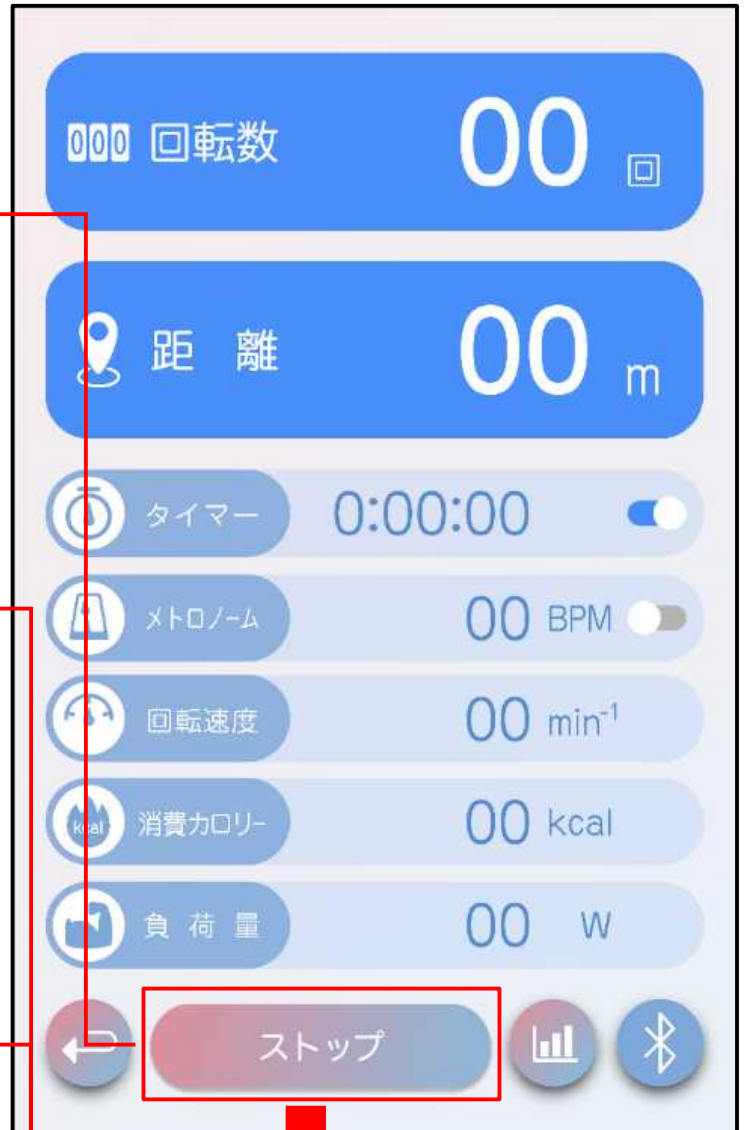 000 回転数 00 回
距 離 00 m
タイマー 0:00:00
メトロノーム 00 BPM
回転速度 00 min⁻¹
kcal 消費カロリー 00 kcal
負 荷 量 00 W
ストップ